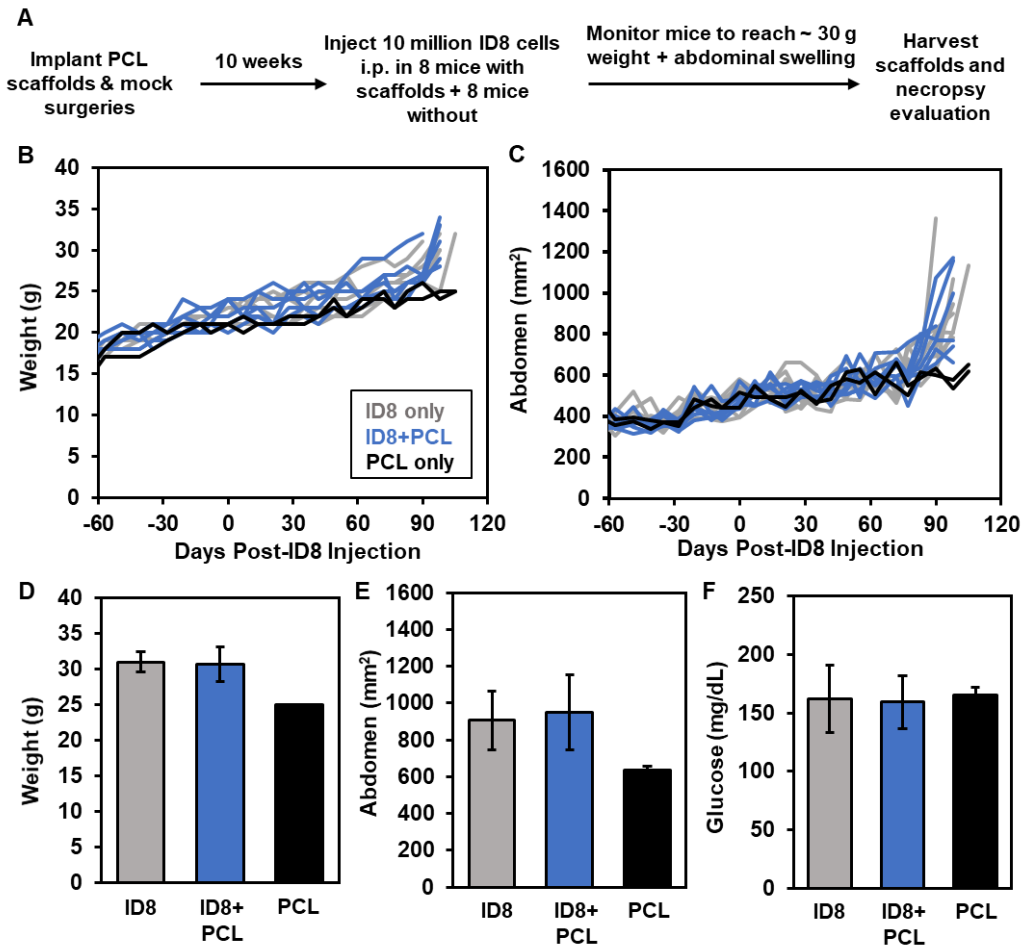 A
Implant PCL
scaffolds & mock
surgeries
10 weeks
Inject 10 million ID8 cells
i.p. in 8 mice with
scaffolds + 8 mice
without
Monitor mice to reach ~ 30 g
weight + abdominal swelling
Harvest
scaffolds and
necropsy
evaluation
B
Weight (g)
40
35
30
25
20
15
10
5
0
-60
-30
0
30
60
90
120
Days Post-ID8 Injection
ID8 only
ID8+PCL
PCL only
C
Abdomen (mm²)
1600
1400
1200
1000
800
600
400
200
0
-60
-30
0
30
60
90
120
Days Post-ID8 Injection
D
Weight (g)
40
35
30
25
20
15
10
5
0
ID8
ID8+
PCL
PCL
E
Abdomen (mm²)
1600
1400
1200
1000
800
600
400
200
0
ID8
ID8+
PCL
PCL
F
Glucose (mg/dL)
250
200
150
100
50
0
ID8
ID8+
PCL
PCL